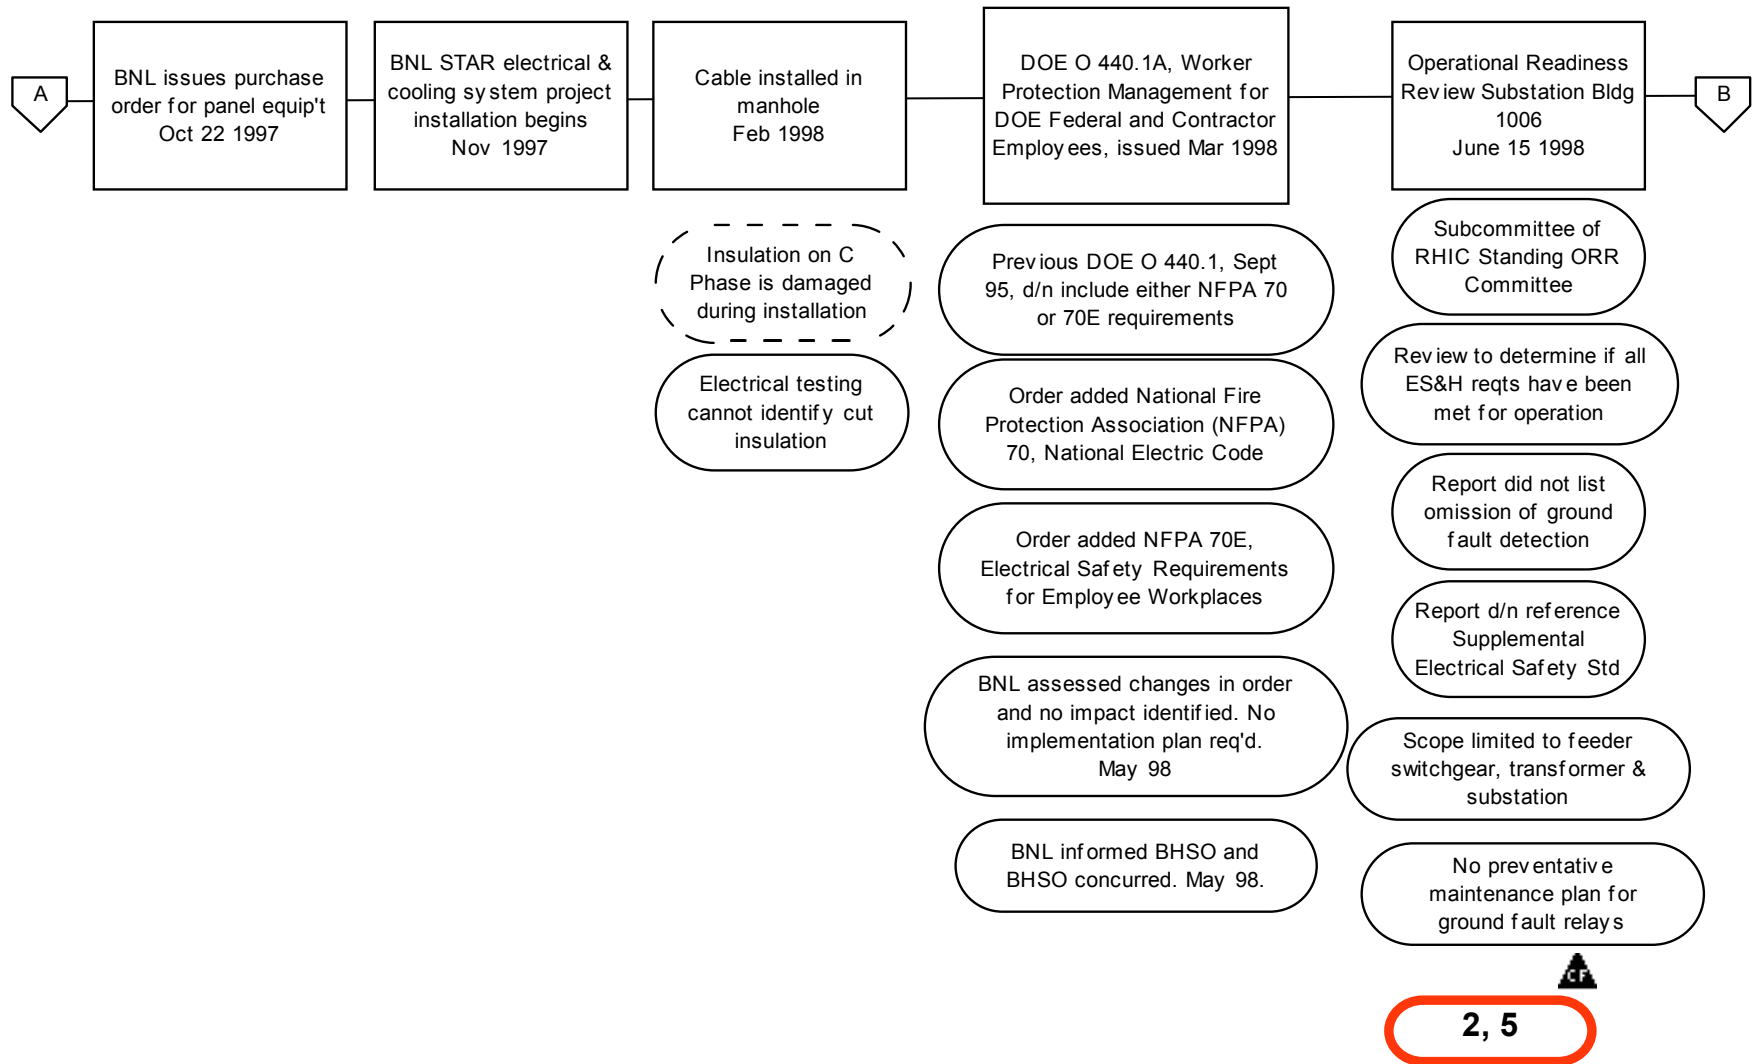 A
BNL issues purchase
order for panel equip't
Oct 22 1997
BNL STAR electrical &
cooling system project
installation begins
Nov 1997
Cable installed in
manhole
Feb 1998
DOE O 440.1A, Worker
Protection Management for
DOE Federal and Contractor
Employees, issued Mar 1998
Operational Readiness
Review Substation Bldg
1006
June 15 1998
B
Insulation on C
Phase is damaged
during installation
Electrical testing
cannot identify cut
insulation
Previous DOE O 440.1, Sept
95, d/n include either NFPA 70
or 70E requirements
Order added National Fire
Protection Association (NFPA)
70, National Electric Code
Order added NFPA 70E,
Electrical Safety Requirements
for Employee Workplaces
BNL assessed changes in order
and no impact identified. No
implementation plan req'd.
May 98
BNL informed BHSO and
BHSO concurred. May 98.
Subcommittee of
RHIC Standing ORR
Committee
Review to determine if all
ES&H reqts have been
met for operation
Report did not list
omission of ground
fault detection
Report d/n reference
Supplemental
Electrical Safety Std
Scope limited to feeder
switchgear, transformer &
substation
No preventative
maintenance plan for
ground fault relays
CF
2, 5